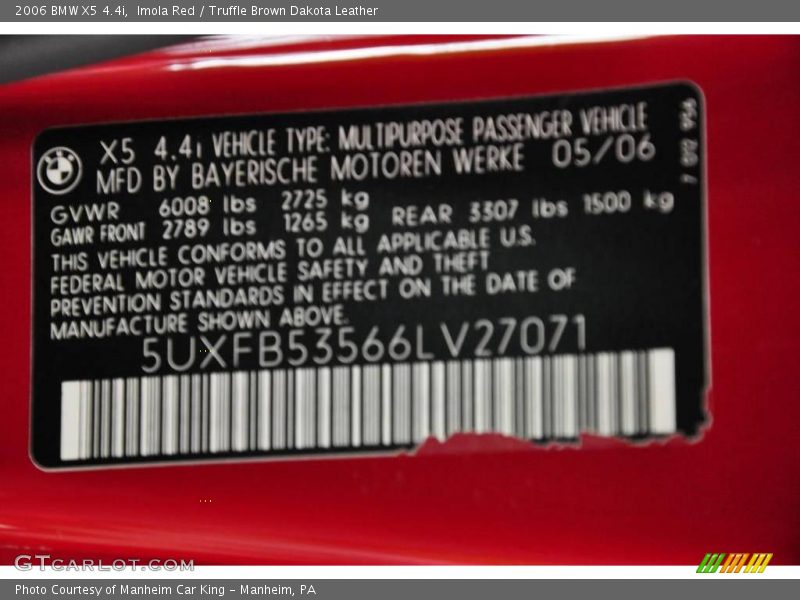 2006 BMW X5 4.4i, Imola Red / Truffle Brown Dakota Leather
X5 4.4i VEHICLE TYPE: MULTIPURPOSE PASSENGER VEHICLE
MFD BY BAYERISCHE MOTOREN WERKE 05/06
GVWR 6008 lbs 2725 kg
GAWR FRONT 2789 lbs 1265 kg REAR 3307 lbs 1500 kg
THIS VEHICLE CONFORMS TO ALL APPLICABLE U.S.
FEDERAL MOTOR VEHICLE SAFETY AND THEFT
PREVENTION STANDARDS IN EFFECT ON THE DATE OF
MANUFACTURE SHOWN ABOVE.
5UXFB53566LV27071
GTCARLOT.COM
Photo Courtesy of Manheim Car King - Manheim, PA